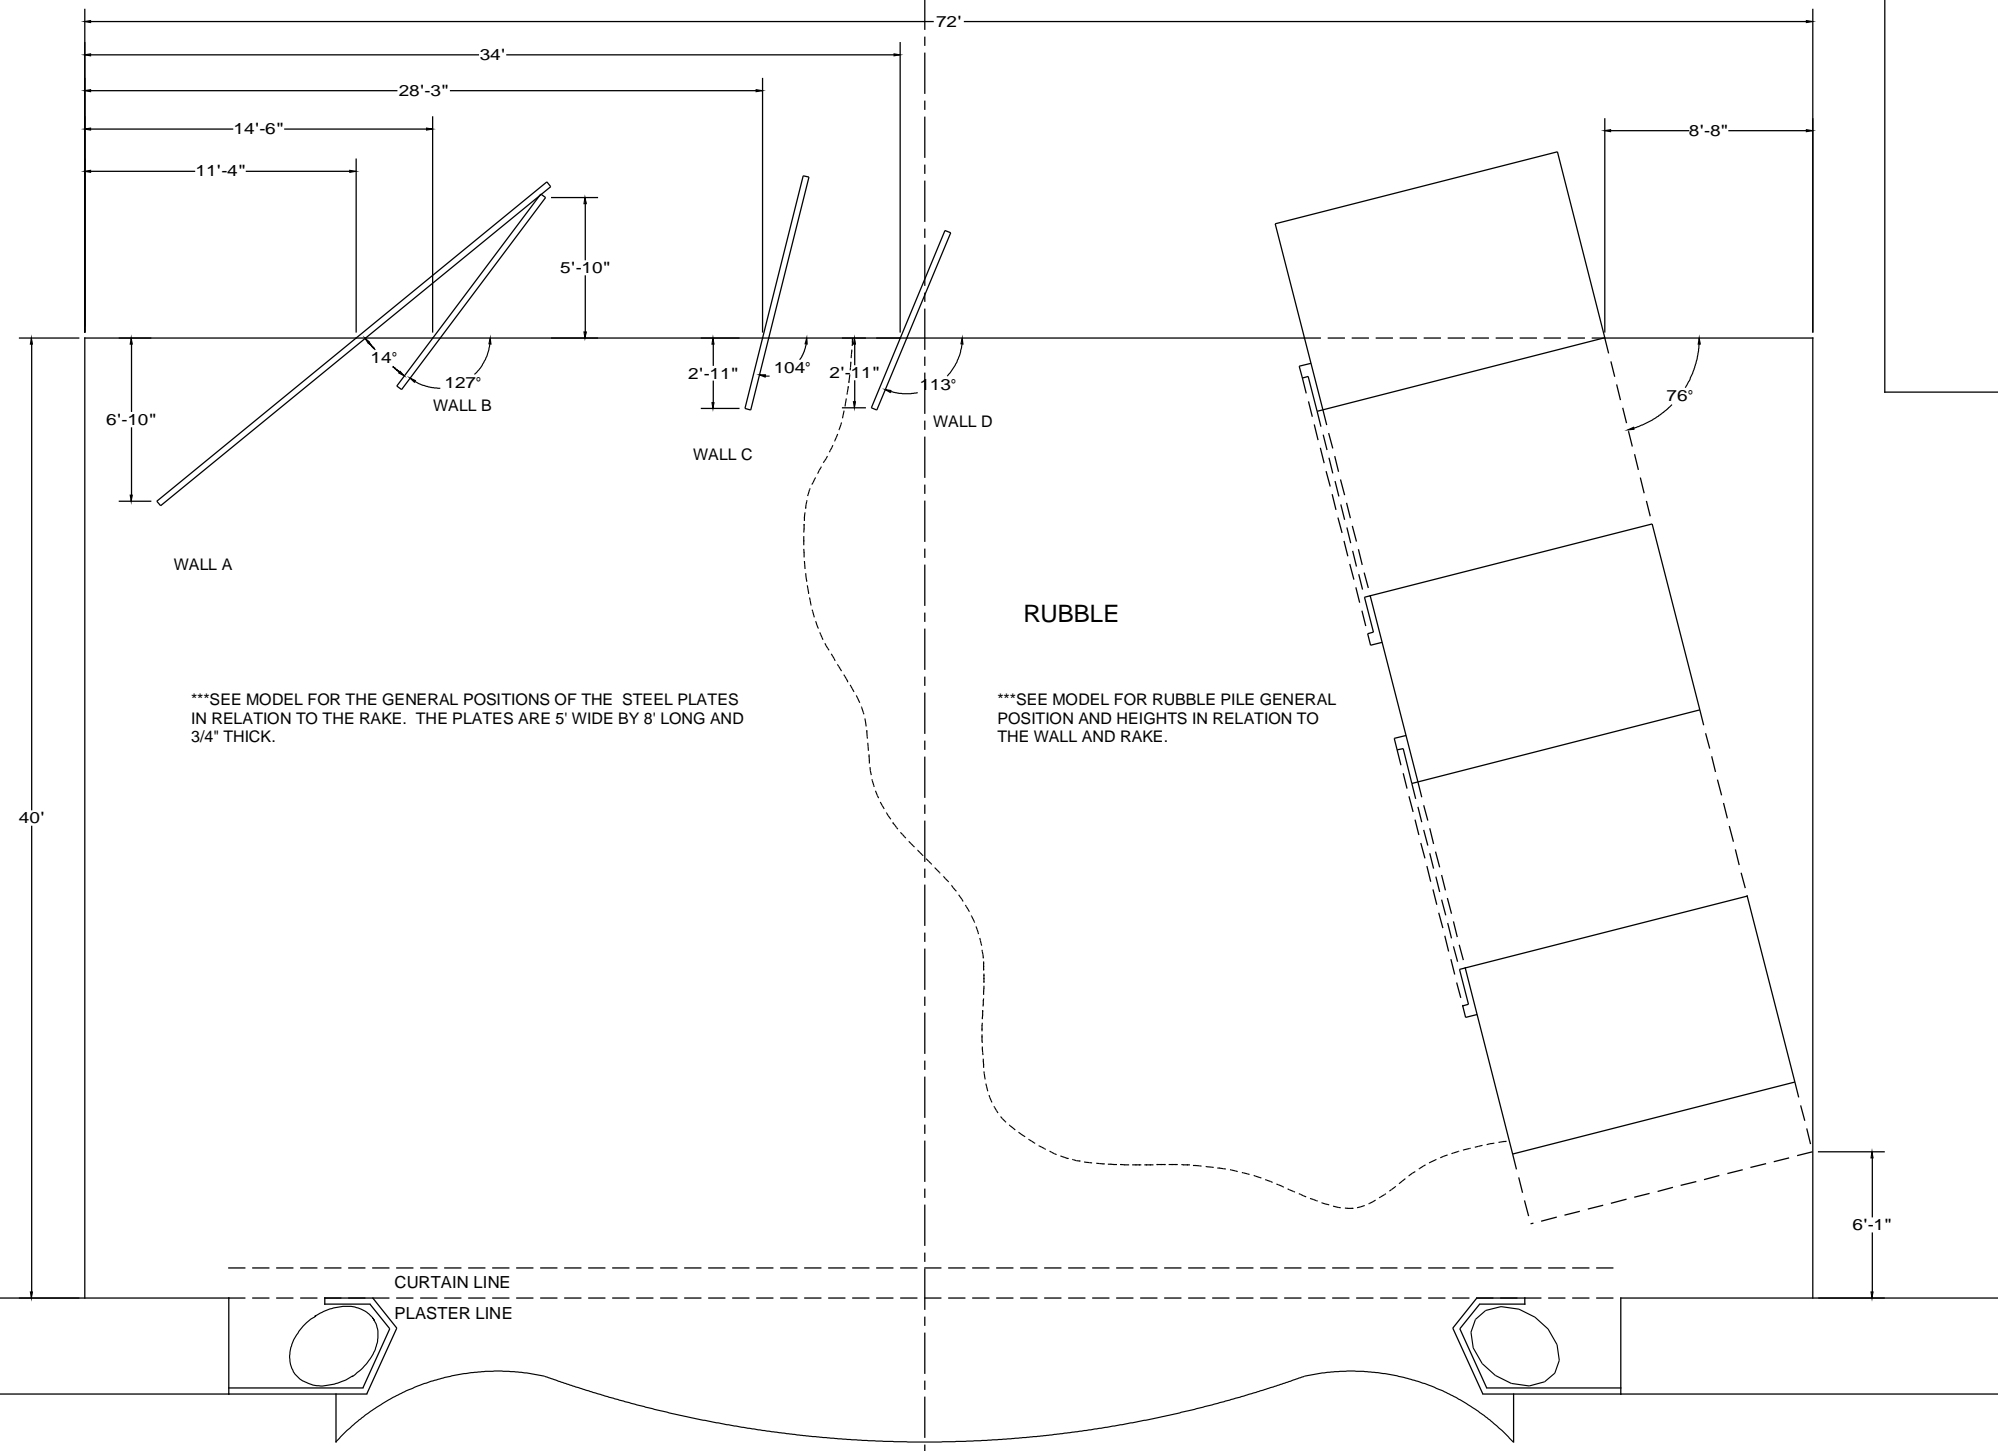 72'
34'
28'-3"
14'-6"
8'-8"
11'-4"
5'-10"
14°
127°
2'-11"
104°
2'-11"
113°
76°
WALL B
6'-10"
WALL D
WALL C
WALL A
RUBBLE
***SEE MODEL FOR THE GENERAL POSITIONS OF THE STEEL PLATES
IN RELATION TO THE RAKE. THE PLATES ARE 5' WIDE BY 8' LONG AND
3/4" THICK.
***SEE MODEL FOR RUBBLE PILE GENERAL
POSITION AND HEIGHTS IN RELATION TO
THE WALL AND RAKE.
40'
6'-1"
CURTAIN LINE
PLASTER LINE